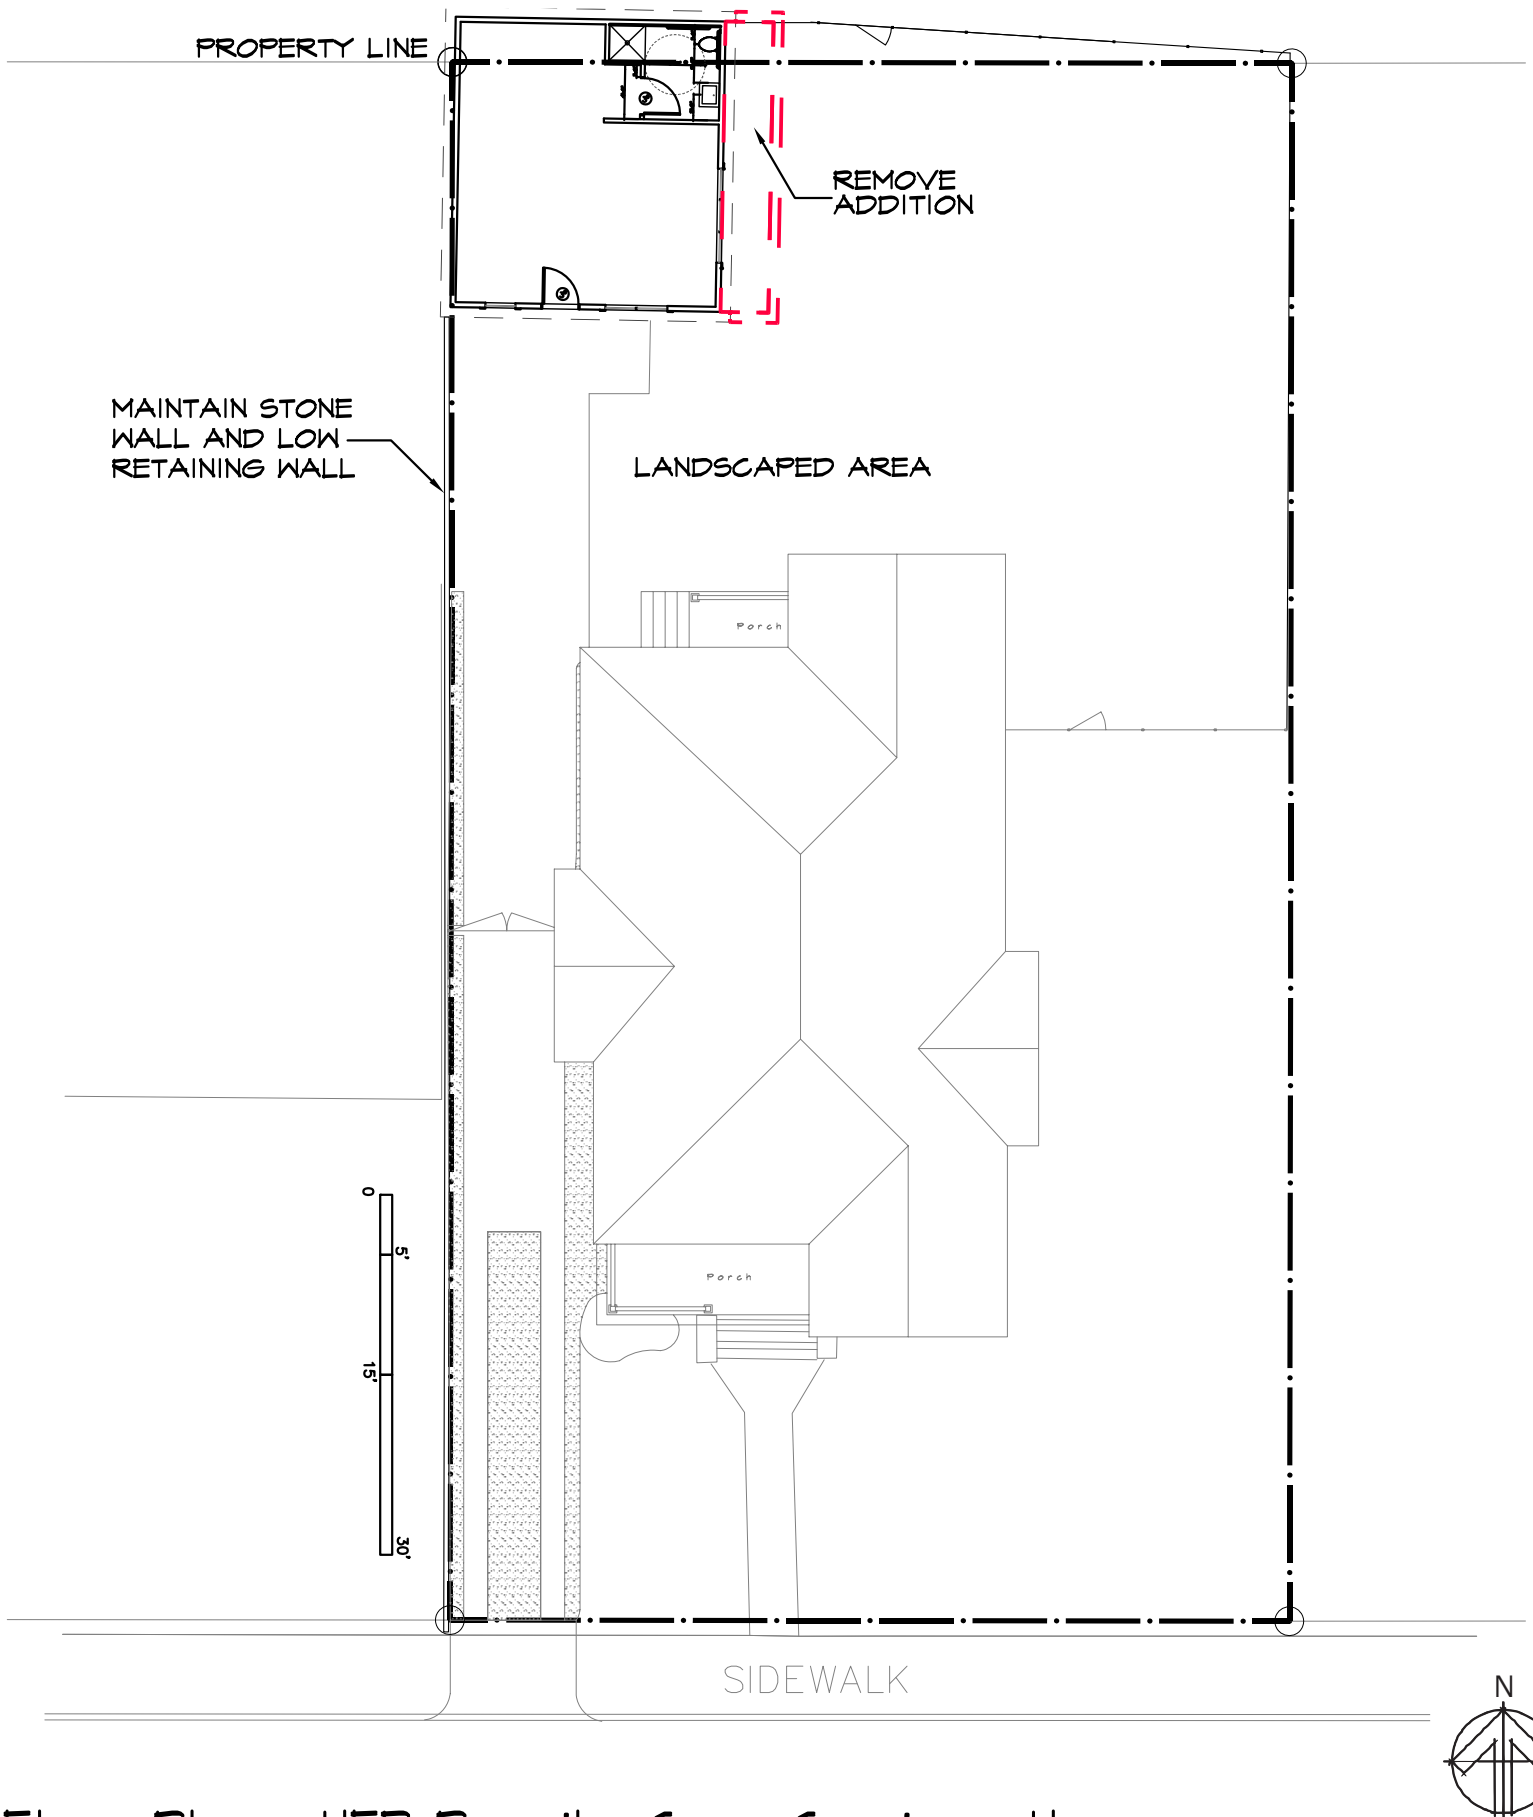 PROPERTY LINE
REMOVE
ADDITION
MAINTAIN STONE
WALL AND LOW
RETAINING WALL
LANDSCAPED AREA
Porch
0
5'
15'
30'
Porch
SIDEWALK
N